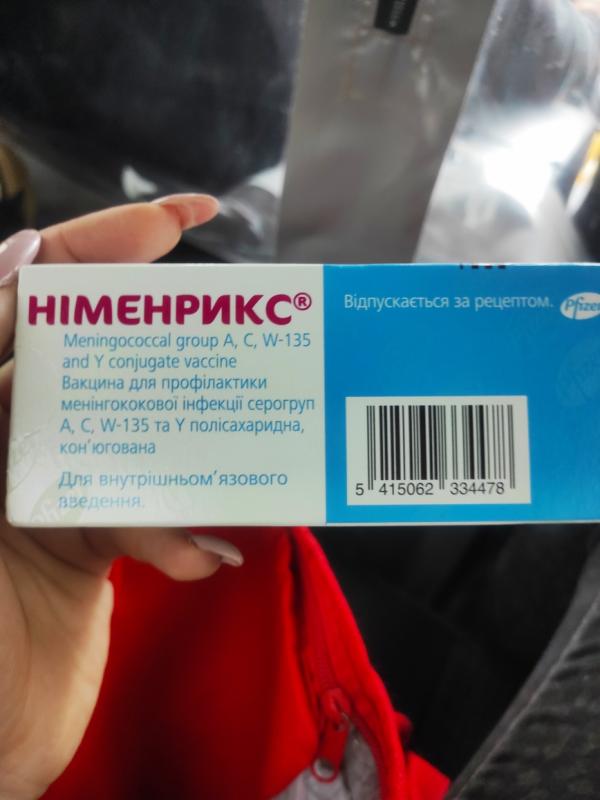 НІМЕНРИКС®
Meningococcal group A, C, W-135
and Y conjugate vaccine
Вакцина для профілактики
менінгококової інфекції серогруп
A, C, W-135 та Y полісахаридна,
кон'югована
Для внутрішньом'язового
введення.
Відпускається за рецептом.
Pfizer
5 415062 334478